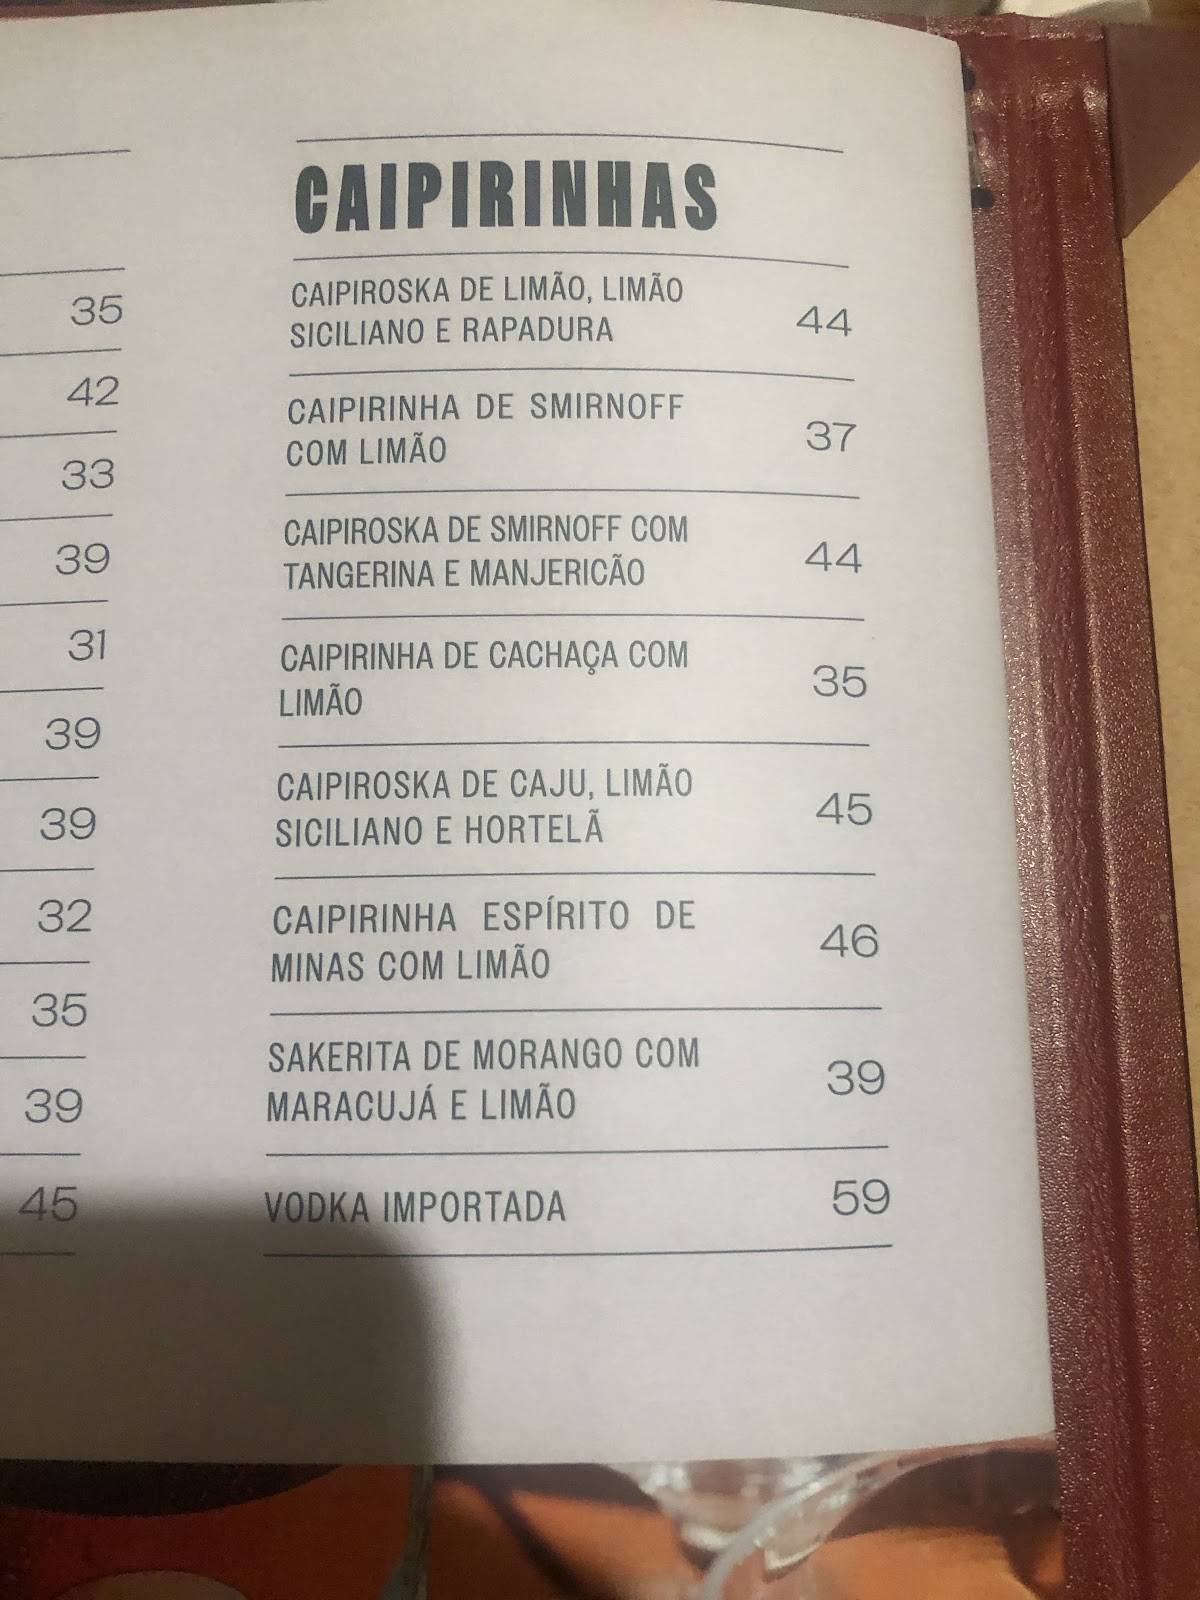 35
42
33
39
31
39
39
32
35
39
45
CAIPIRINHAS
CAIPIROSKA DE LIMÃO, LIMÃO
SICILIANO E RAPADURA 44
CAIPIRINHA DE SMIRNOFF
COM LIMÃO 37
CAIPIROSKA DE SMIRNOFF COM
TANGERINA E MANJERICÃO 44
CAIPIRINHA DE CACHAÇA COM
LIMÃO 35
CAIPIROSKA DE CAJU, LIMÃO
SICILIANO E HORTELÃ 45
CAIPIRINHA ESPÍRITO DE
MINAS COM LIMÃO 46
SAKERITA DE MORANGO COM
MARACUJÁ E LIMÃO 39
VODKA IMPORTADA 59